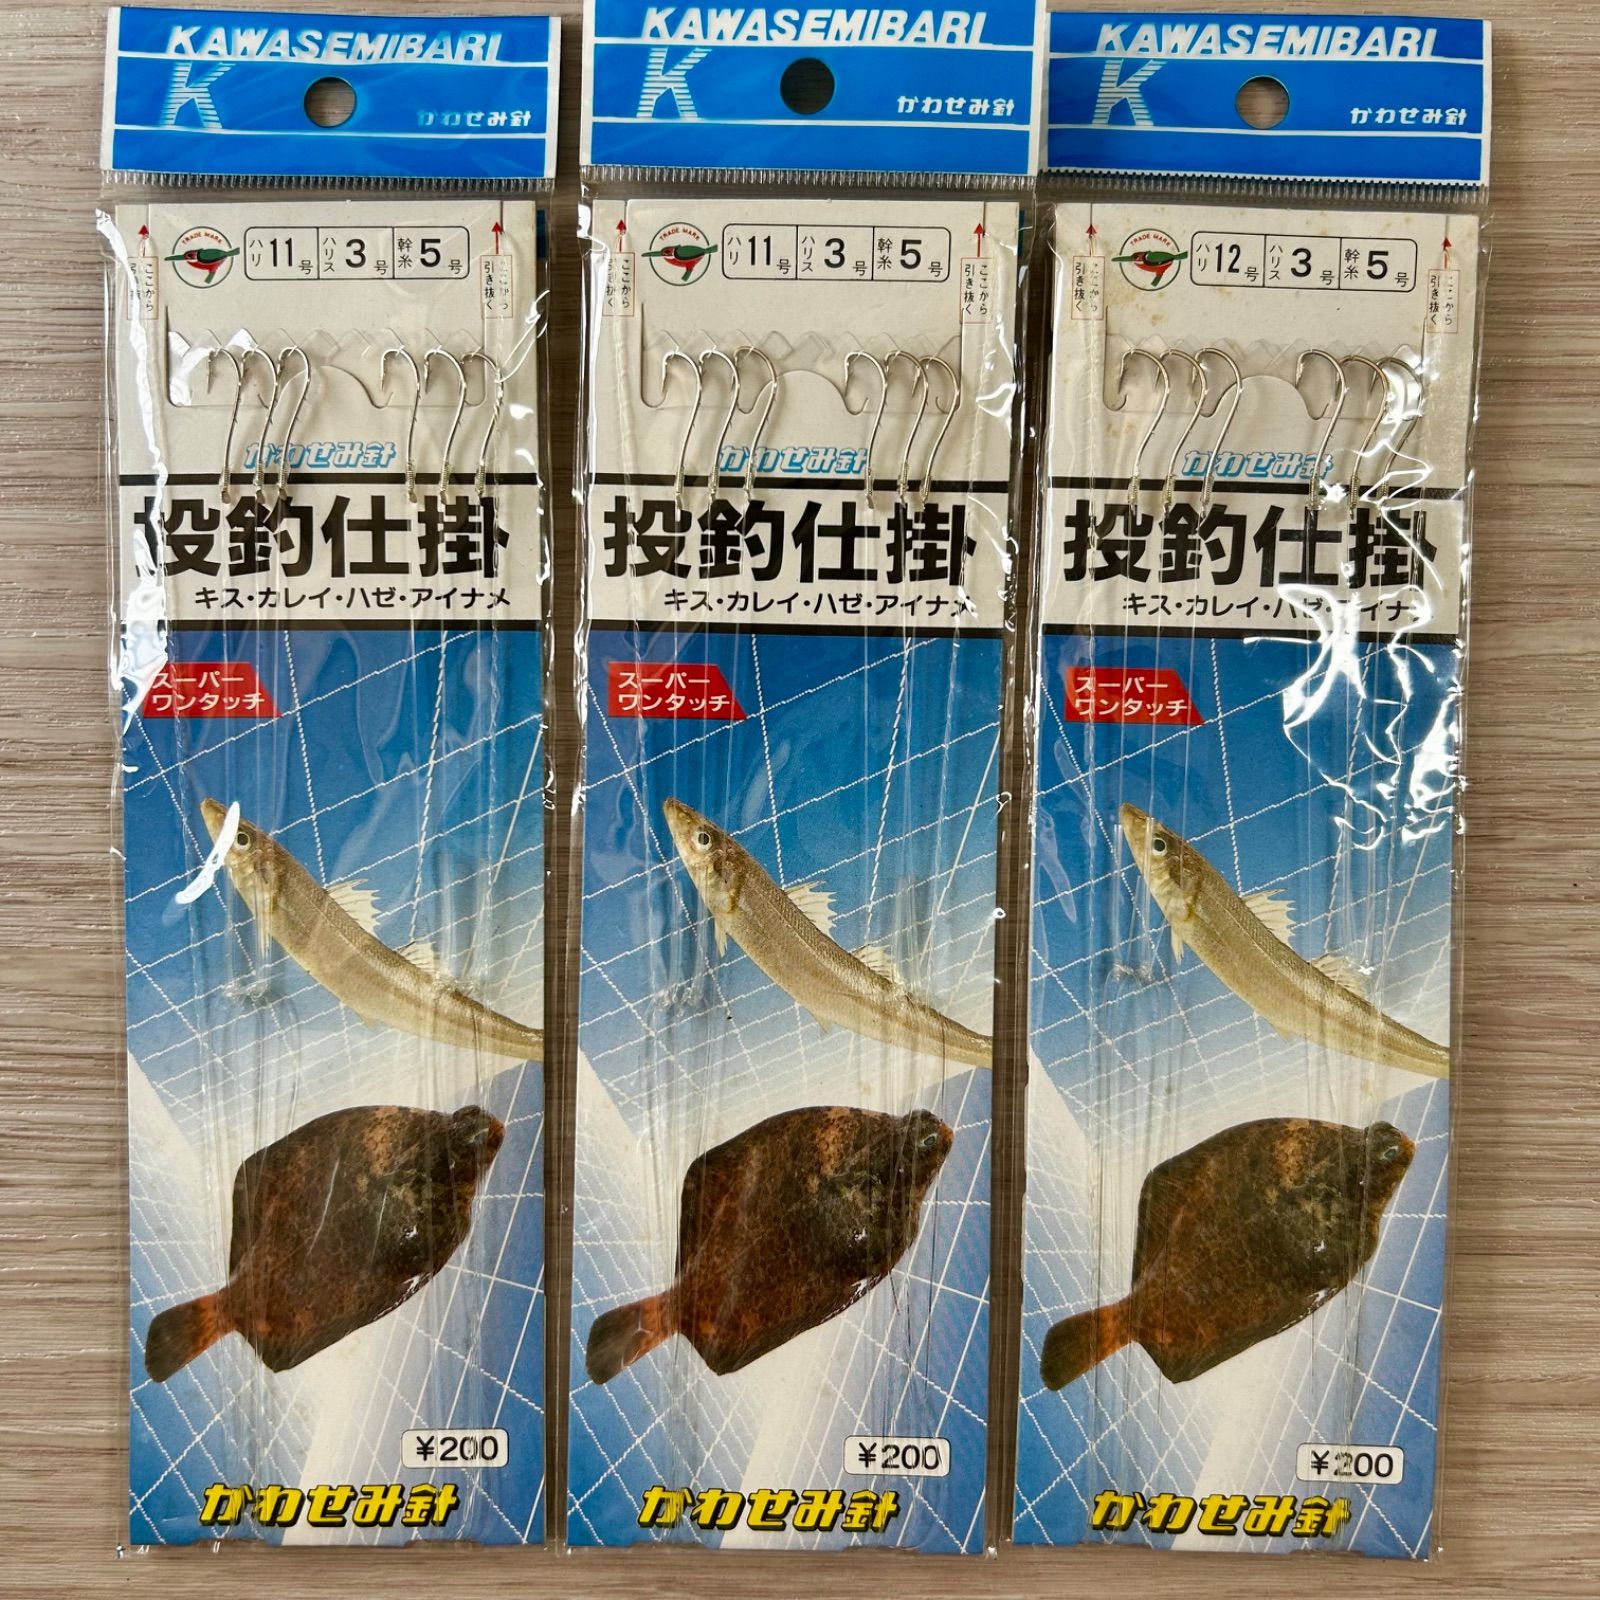 KAWASEMIBARI
K
かわせみ針
TRADE MARK
ハリ 11号 ハリス 3号 幹糸 5号
ここから引き抜く
ここから引き抜く
かわせみ針
投釣仕掛
キス・カレイ・ハゼ・アイナメ
スーパー
ワンタッチ
¥200
かわせみ針
KAWASEMIBARI
K
かわせみ針
TRADE MARK
ハリ 11号 ハリス 3号 幹糸 5号
ここから引き抜く
ここから引き抜く
かわせみ針
投釣仕掛
キス・カレイ・ハゼ・アイナメ
スーパー
ワンタッチ
¥200
かわせみ針
KAWASEMIBARI
K
かわせみ針
TRADE MARK
ハリ 12号 ハリス 3号 幹糸 5号
ここから引き抜く
ここから引き抜く
かわせみ針
投釣仕掛
キス・カレイ・ハゼ・アイナメ
スーパー
ワンタッチ
¥200
かわせみ針